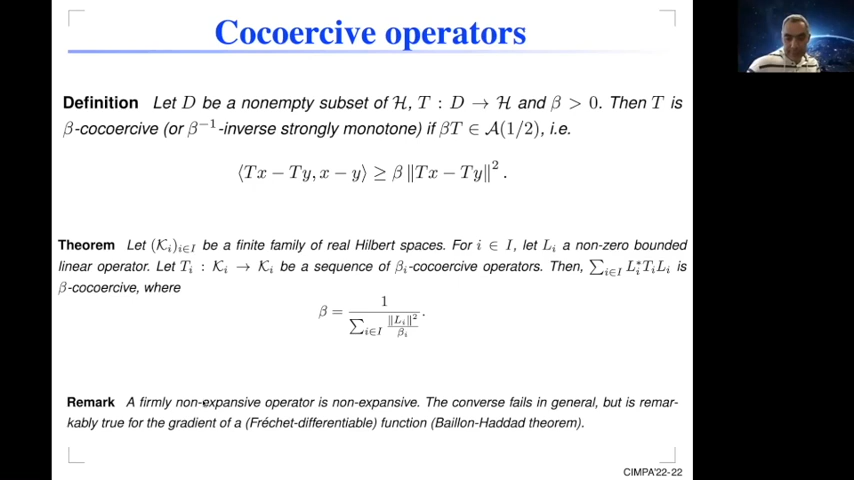 Cocoercive operators
Definition Let D be a nonempty subset of ℋ, T : D → ℋ and β > 0. Then T is
β-cocoercive (or β⁻¹-inverse strongly monotone) if βT ∈ 𝒜(1/2), i.e.
⟨Tx − Ty, x − y⟩ ≥ β ‖Tx − Ty‖² .
Theorem Let (𝒦ᵢ)ᵢ∈I be a finite family of real Hilbert spaces. For i ∈ I, let Lᵢ a non-zero bounded
linear operator. Let Tᵢ : 𝒦ᵢ → 𝒦ᵢ be a sequence of βᵢ-cocoercive operators. Then, ∑ᵢ∈I Lᵢ*TᵢLᵢ is
β-cocoercive, where
β = 1 / (∑ᵢ∈I ‖Lᵢ‖²/βᵢ) .
Remark A firmly non-expansive operator is non-expansive. The converse fails in general, but is remar-
kably true for the gradient of a (Fréchet-differentiable) function (Baillon-Haddad theorem).
CIMPA'22-22